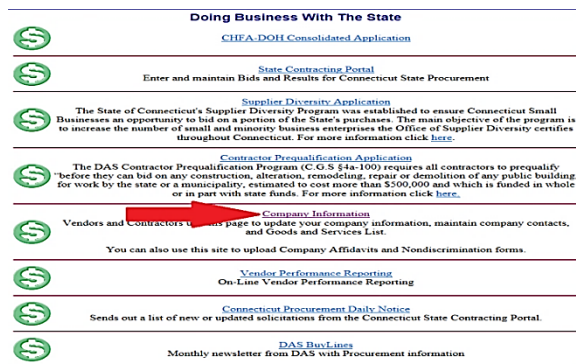 Doing Business With The State
CHFA-DOH Consolidated Application
State Contracting Portal
Enter and maintain Bids and Results for Connecticut State Procurement
Supplier Diversity Application
The State of Connecticut's Supplier Diversity Program was established to ensure Connecticut Small
Businesses an opportunity to bid on a portion of the State's purchases. The main objective of the program is
to increase the number of small and minority business enterprises the Office of Supplier Diversity certifies
throughout Connecticut. For more information click here.
Contractor Prequalification Application
The DAS Contractor Prequalification Program (C.G.S §4a-100) requires all contractors to prequalify
"before they can bid on any construction, alteration, remodeling, repair or demolition of any public building
for work by the state or a municipality, estimated to cost more than $500,000 and which is funded in whole
or in part with state funds. For more information click here.
Company Information
Vendors and Contractors this page to update your company information, maintain company contacts,
and Goods and Services List.
You can also use this site to upload Company Affidavits and Nondiscrimination forms.
Vendor Performance Reporting
On-Line Vendor Performance Reporting
Connecticut Procurement Daily Notice
Sends out a list of new or updated solicitations from the Connecticut State Contracting Portal.
DAS BuyLines
Monthly newsletter from DAS with Procurement information